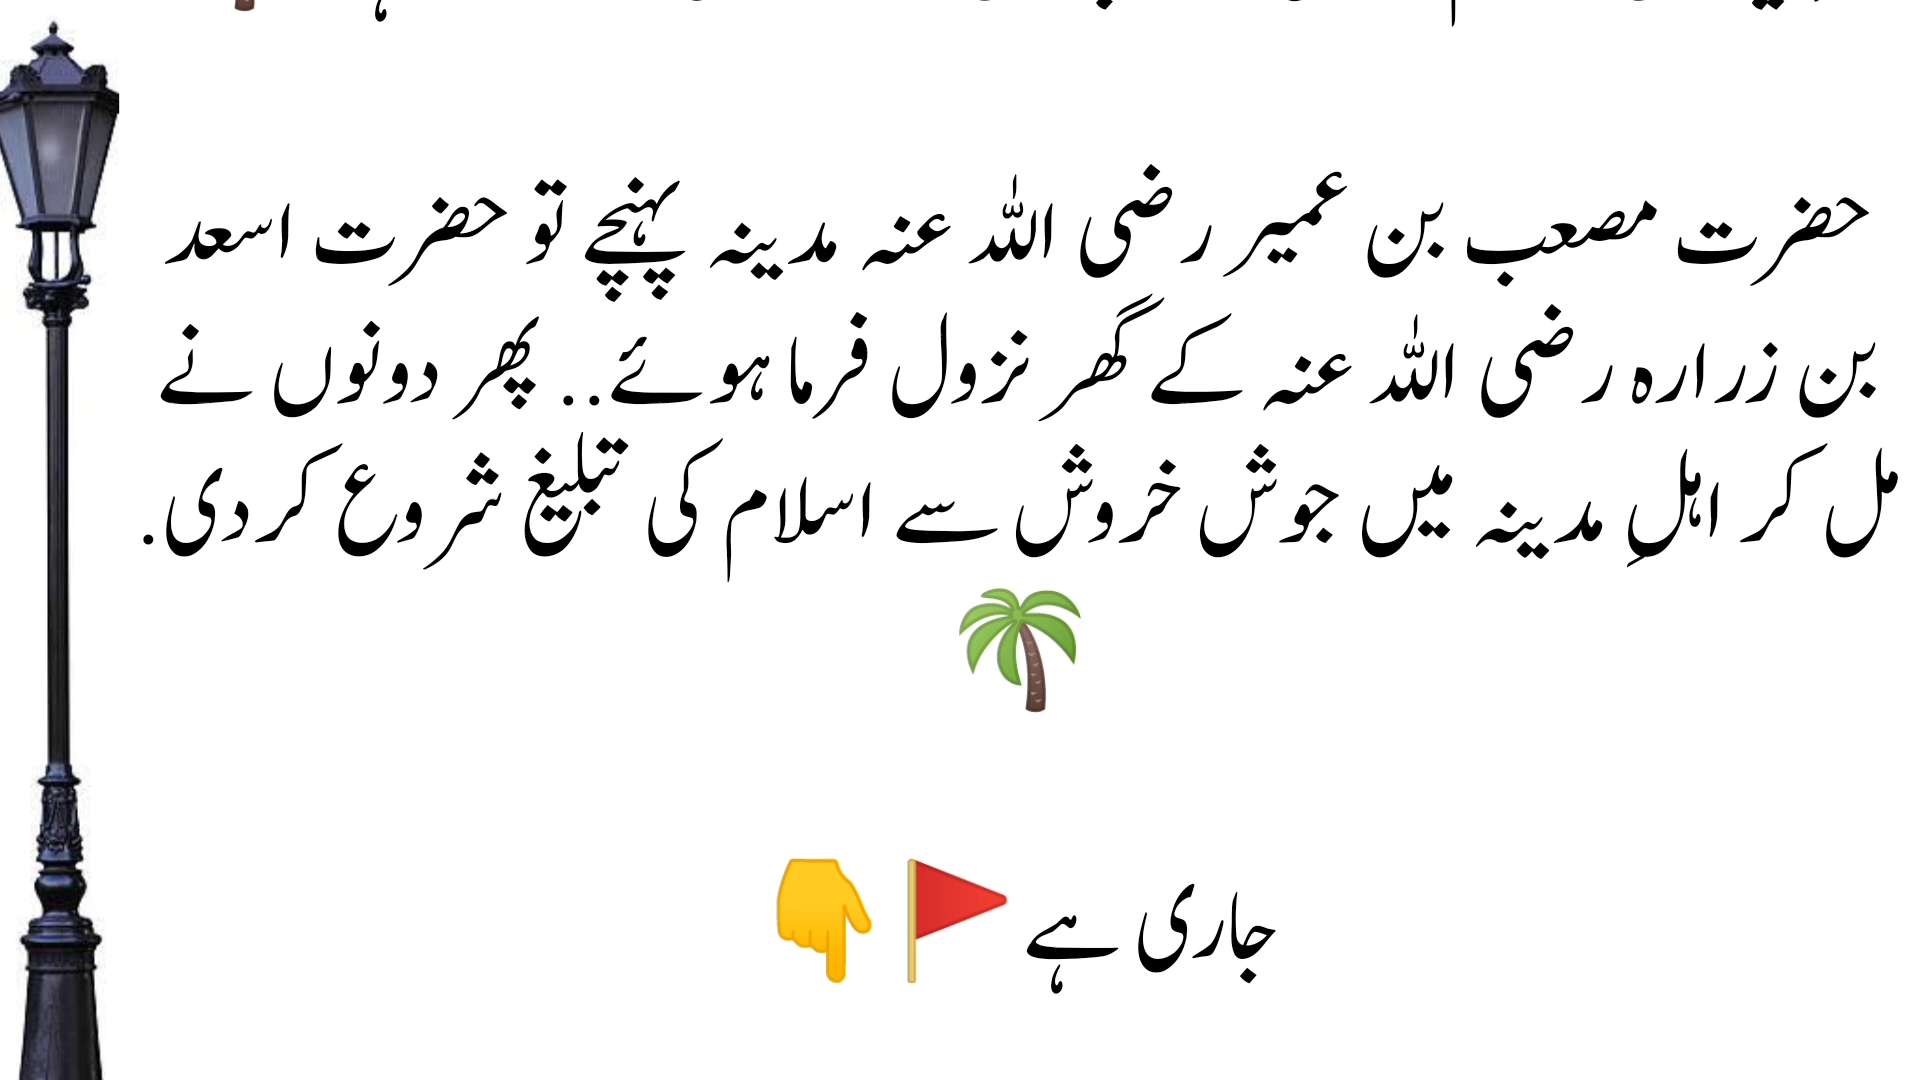 حضرت مصعب بن عمیر رضی اللہ عنہ مدینہ پہنچے تو حضرت اسعد
بن زرارہ رضی اللہ عنہ کے گھر نزول فرما ہوئے.. پھر دونوں نے
مل کر اہلِ مدینہ میں جوش خروش سے اسلام کی تبلیغ شروع کردی.
جاری ہے